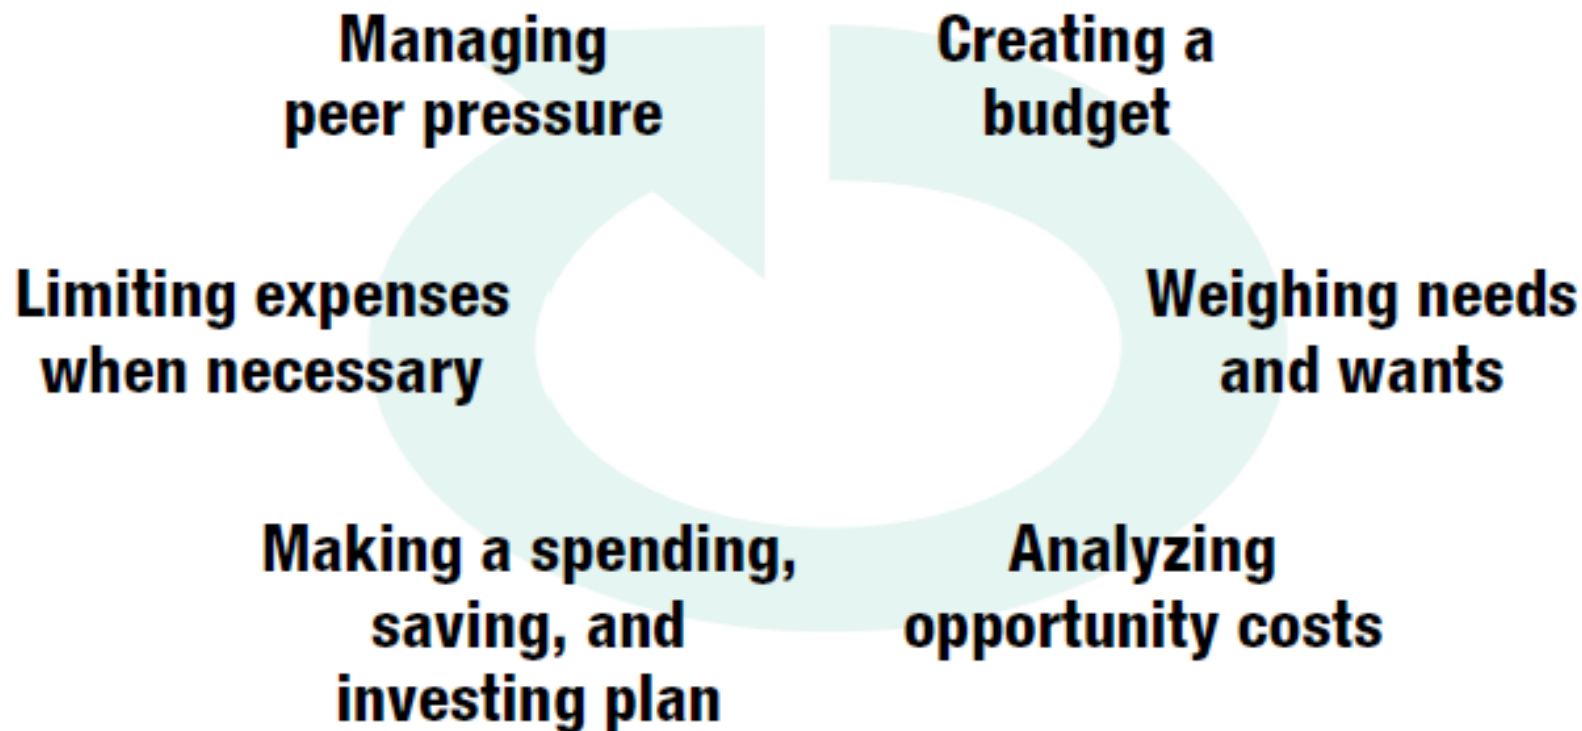 Managing
peer pressure
Creating a
budget
Limiting expenses
when necessary
Weighing needs
and wants
Making a spending,
saving, and
investing plan
Analyzing
opportunity costs